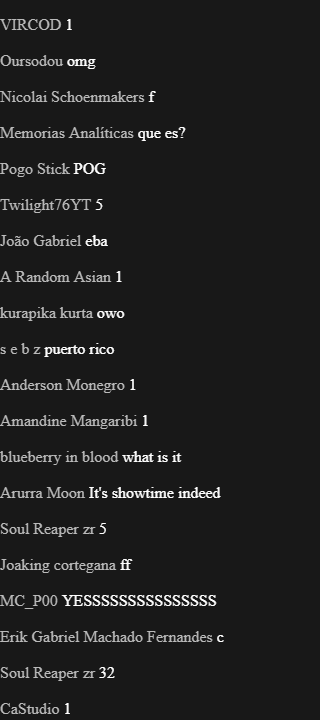 VIRCOD 1
Oursodou omg
Nicolai Schoenmakers f
Memorias Analíticas que es?
Pogo Stick POG
Twilight76YT 5
João Gabriel eba
A Random Asian 1
kurapika kurta owo
s e b z puerto rico
Anderson Monegro 1
Amandine Mangaribi 1
blueberry in blood what is it
Arurra Moon It's showtime indeed
Soul Reaper zr 5
Joaking cortegana ff
MC_P00 YESSSSSSSSSSSSSSS
Erik Gabriel Machado Fernandes c
Soul Reaper zr 32
CaStudio 1